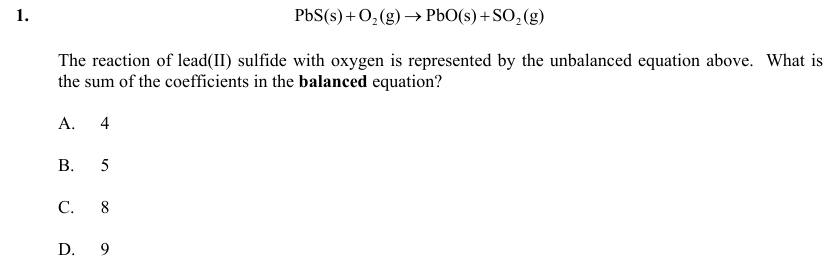 1. PbS(s)+O₂(g)→PbO(s)+SO₂(g)
The reaction of lead(II) sulfide with oxygen is represented by the unbalanced equation above. What is
the sum of the coefficients in the balanced equation?
A. 4
B. 5
C. 8
D. 9